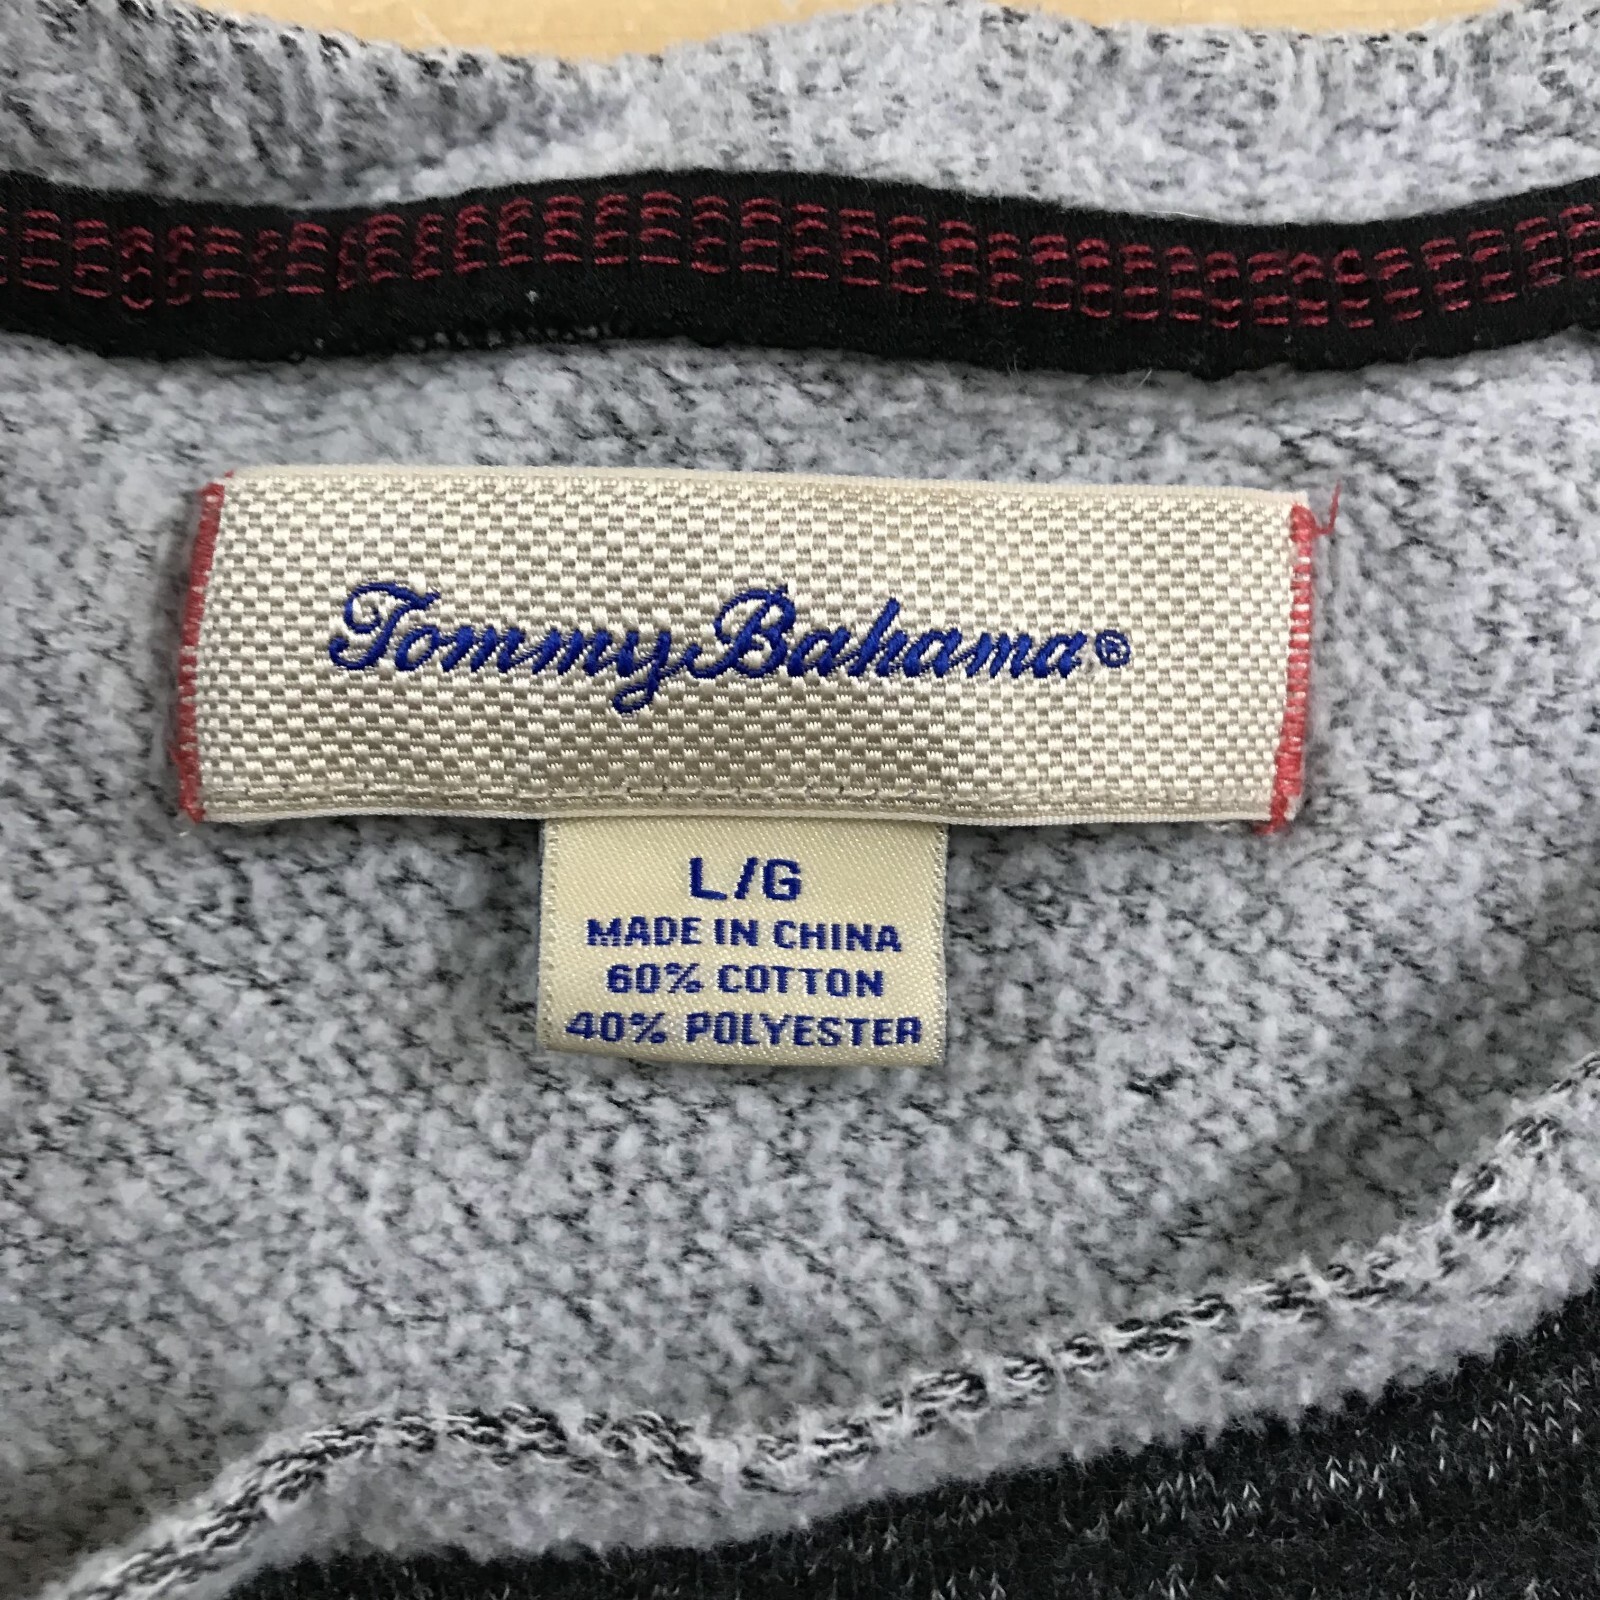 Tommy Bahama®
L/G
MADE IN CHINA
60% COTTON
40% POLYESTER